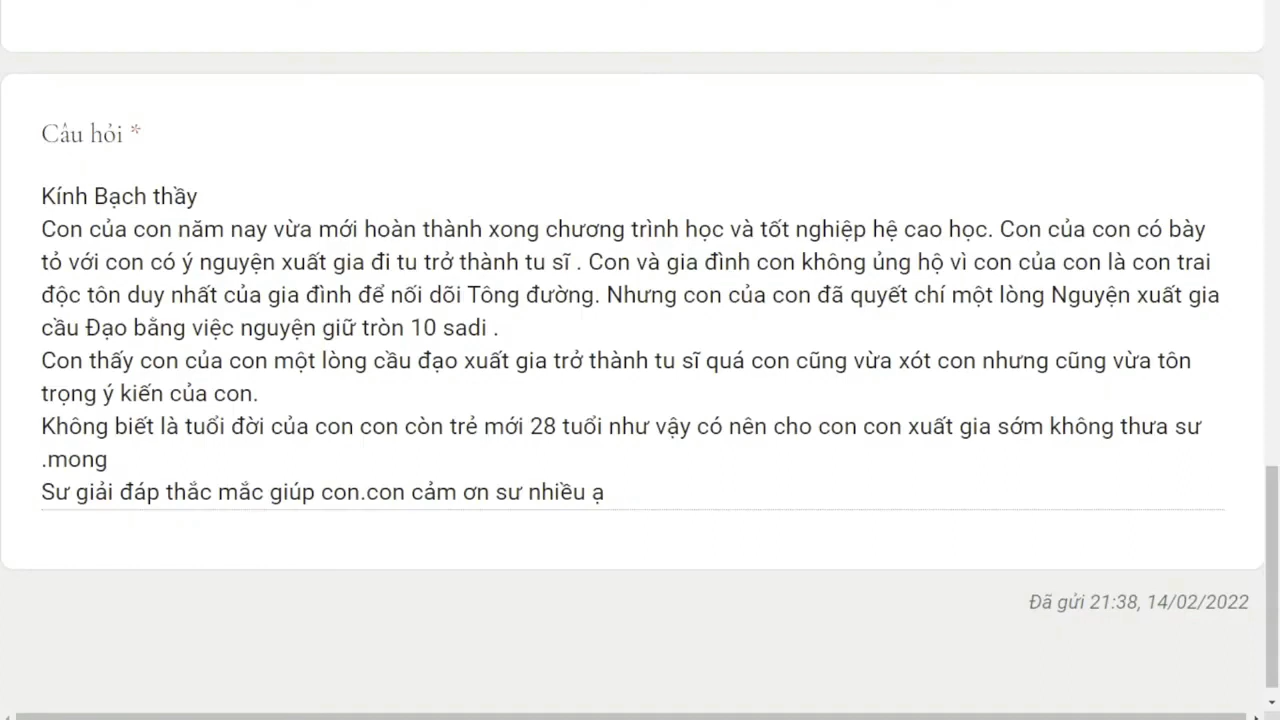 Câu hỏi *
Kính Bạch thầy
Con của con năm nay vừa mới hoàn thành xong chương trình học và tốt nghiệp hệ cao học. Con của con có bày
tỏ với con có ý nguyện xuất gia đi tu trở thành tu sĩ . Con và gia đình con không ủng hộ vì con của con là con trai
độc tôn duy nhất của gia đình để nối dõi Tông đường. Nhưng con của con đã quyết chí một lòng Nguyện xuất gia
cầu Đạo bằng việc nguyện giữ tròn 10 sadi .
Con thấy con của con một lòng cầu đạo xuất gia trở thành tu sĩ quá con cũng vừa xót con nhưng cũng vừa tôn
trọng ý kiến của con.
Không biết là tuổi đời của con con còn trẻ mới 28 tuổi như vậy có nên cho con con xuất gia sớm không thưa sư
.mong
Sư giải đáp thắc mắc giúp con.con cảm ơn sư nhiều ạ
Đã gửi 21:38, 14/02/2022